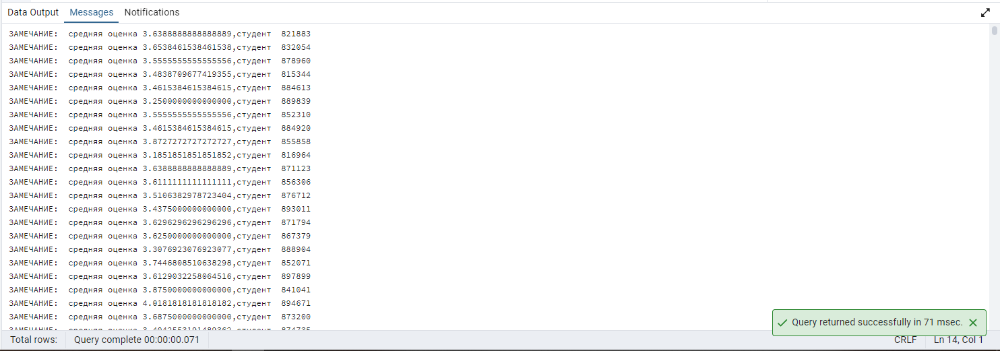 Data Output Messages Notifications
ЗАМЕЧАНИЕ:  средняя оценка 3.6388888888888889,студент  821883
ЗАМЕЧАНИЕ:  средняя оценка 3.6538461538461538,студент  832054
ЗАМЕЧАНИЕ:  средняя оценка 3.5555555555555556,студент  878960
ЗАМЕЧАНИЕ:  средняя оценка 3.4838709677419355,студент  815344
ЗАМЕЧАНИЕ:  средняя оценка 3.4615384615384615,студент  884613
ЗАМЕЧАНИЕ:  средняя оценка 3.2500000000000000,студент  889839
ЗАМЕЧАНИЕ:  средняя оценка 3.5555555555555556,студент  852310
ЗАМЕЧАНИЕ:  средняя оценка 3.4615384615384615,студент  884920
ЗАМЕЧАНИЕ:  средняя оценка 3.8727272727272727,студент  855858
ЗАМЕЧАНИЕ:  средняя оценка 3.1851851851851852,студент  816964
ЗАМЕЧАНИЕ:  средняя оценка 3.6388888888888889,студент  871123
ЗАМЕЧАНИЕ:  средняя оценка 3.6111111111111111,студент  856306
ЗАМЕЧАНИЕ:  средняя оценка 3.5106382978723404,студент  876712
ЗАМЕЧАНИЕ:  средняя оценка 3.4375000000000000,студент  893011
ЗАМЕЧАНИЕ:  средняя оценка 3.6296296296296296,студент  871794
ЗАМЕЧАНИЕ:  средняя оценка 3.6250000000000000,студент  867379
ЗАМЕЧАНИЕ:  средняя оценка 3.3076923076923077,студент  888904
ЗАМЕЧАНИЕ:  средняя оценка 3.7446808510638298,студент  852071
ЗАМЕЧАНИЕ:  средняя оценка 3.6129032258064516,студент  897899
ЗАМЕЧАНИЕ:  средняя оценка 3.8750000000000000,студент  841041
ЗАМЕЧАНИЕ:  средняя оценка 4.0181818181818182,студент  894671
ЗАМЕЧАНИЕ:  средняя оценка 3.6875000000000000,студент  873200
ЗАМЕЧАНИЕ:  средняя оценка 3.4042553191489362,студент  874735
Query returned successfully in 71 msec.
Total rows: Query complete 00:00:00.071 CRLF Ln 14, Col 1